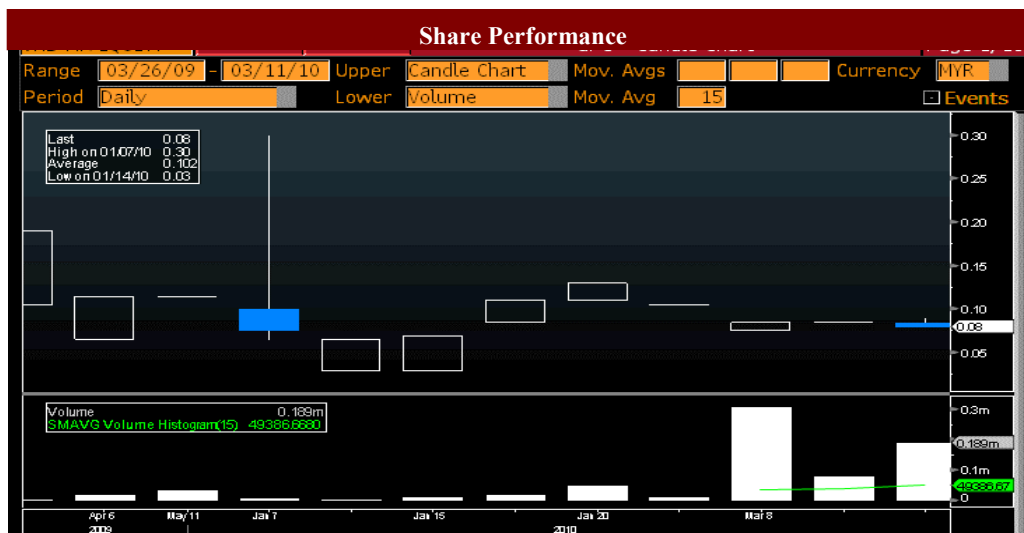 Share Performance
Range 03/26/09 - 03/11/10 Upper Candle Chart Mov. Avgs Currency MYR
Period Daily Lower Volume Mov. Avg 15 Events
Last 0.08
High on 01/07/10 0.30
Average 0.102
Low on 01/14/10 0.03
0.30
0.25
0.20
0.15
0.10
0.08
0.05
Volume 0.189m
SMAVG Volume Histogram(15) 49386.6680
0.3m
0.189m
0.1m
49386.67
0
Apr 6 May 11 Jan 7 Jan 15 Jan 20 Mar 8
2009 2010